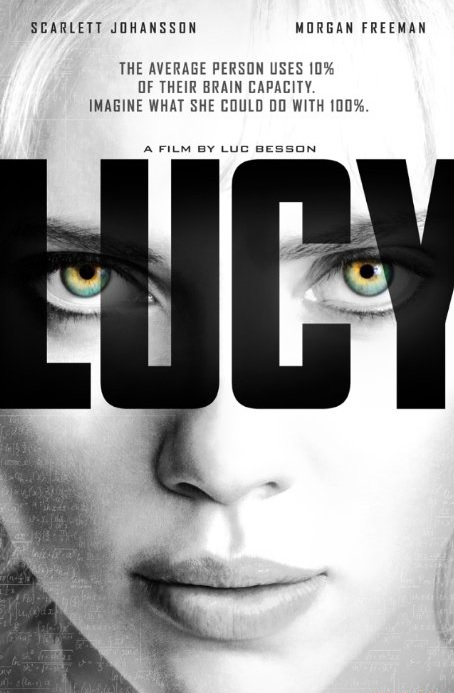 SCARLETT JOHANSSON MORGAN FREEMAN
THE AVERAGE PERSON USES 10%
OF THEIR BRAIN CAPACITY.
IMAGINE WHAT SHE COULD DO WITH 100%.
A FILM BY LUC BESSON
LUCY